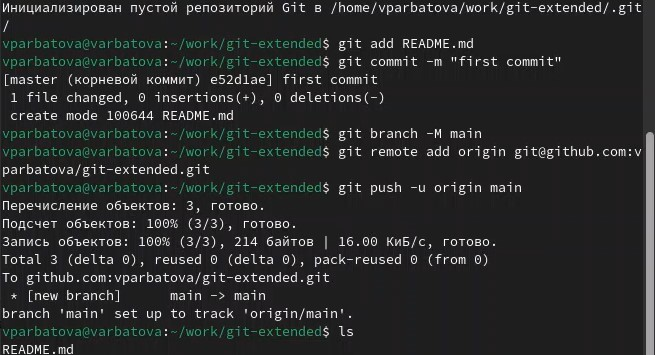 Инициализирован пустой репозиторий Git в /home/vparbatova/work/git-extended/.git
/
vparbatova@varbatova:~/work/git-extended$ git add README.md
vparbatova@varbatova:~/work/git-extended$ git commit -m "first commit"
[master (корневой коммит) e52d1ae] first commit
 1 file changed, 0 insertions(+), 0 deletions(-)
 create mode 100644 README.md
vparbatova@varbatova:~/work/git-extended$ git branch -M main
vparbatova@varbatova:~/work/git-extended$ git remote add origin git@github.com:v
parbatova/git-extended.git
vparbatova@varbatova:~/work/git-extended$ git push -u origin main
Перечисление объектов: 3, готово.
Подсчет объектов: 100% (3/3), готово.
Запись объектов: 100% (3/3), 214 байтов | 16.00 КиБ/с, готово.
Total 3 (delta 0), reused 0 (delta 0), pack-reused 0 (from 0)
To github.com:vparbatova/git-extended.git
 * [new branch]      main -> main
branch 'main' set up to track 'origin/main'.
vparbatova@varbatova:~/work/git-extended$ ls
README.md